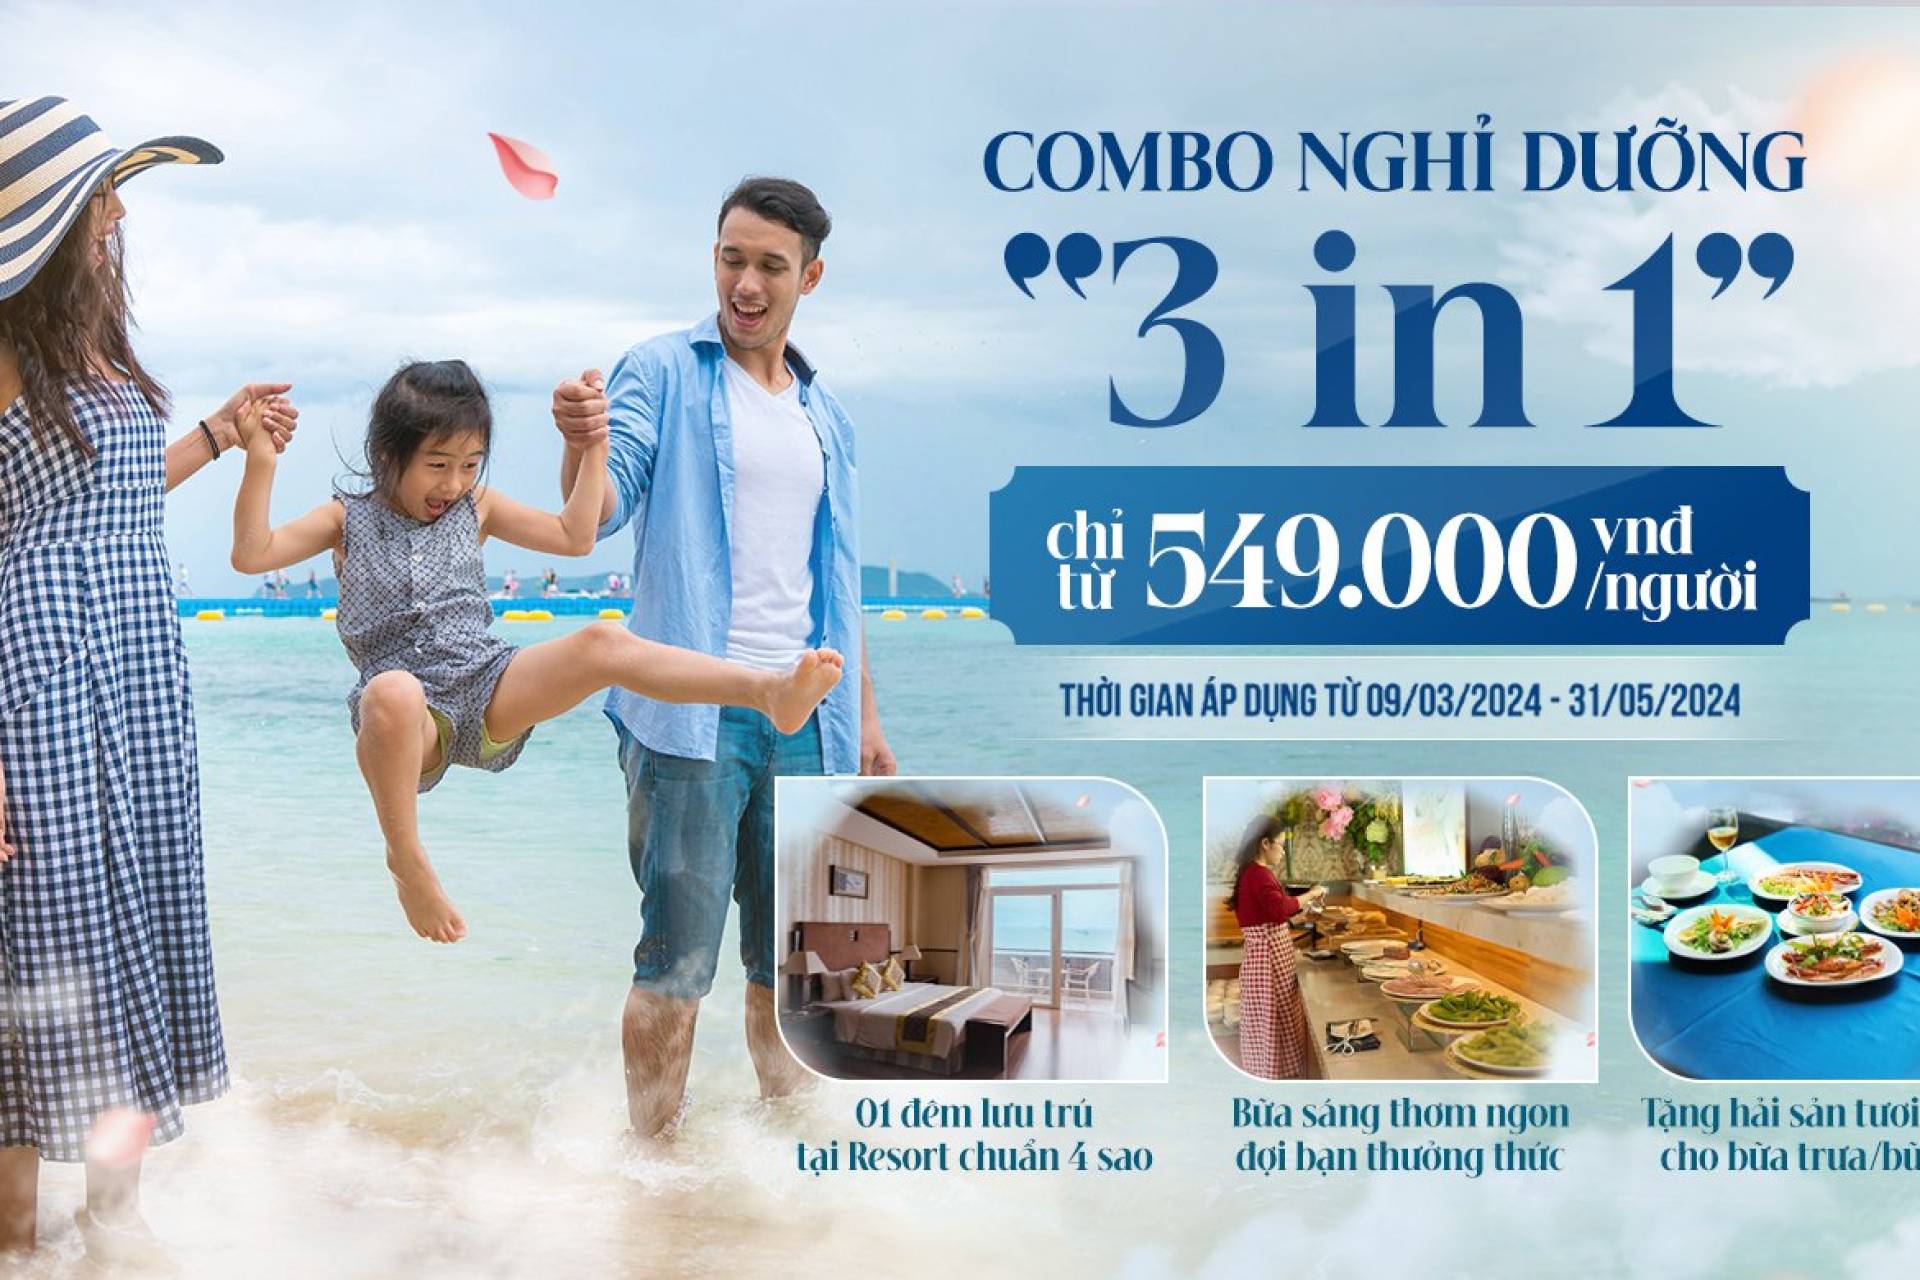 COMBO NGHỈ DƯỠNG
"3 in 1"
chỉ từ 549.000 vnđ/người
THỜI GIAN ÁP DỤNG TỪ 09/03/2024 - 31/05/2024
01 đêm lưu trú
tại Resort chuẩn 4 sao
Bữa sáng thơm ngon
đợi bạn thưởng thức
Tặng hải sản tươi
cho bữa trưa/